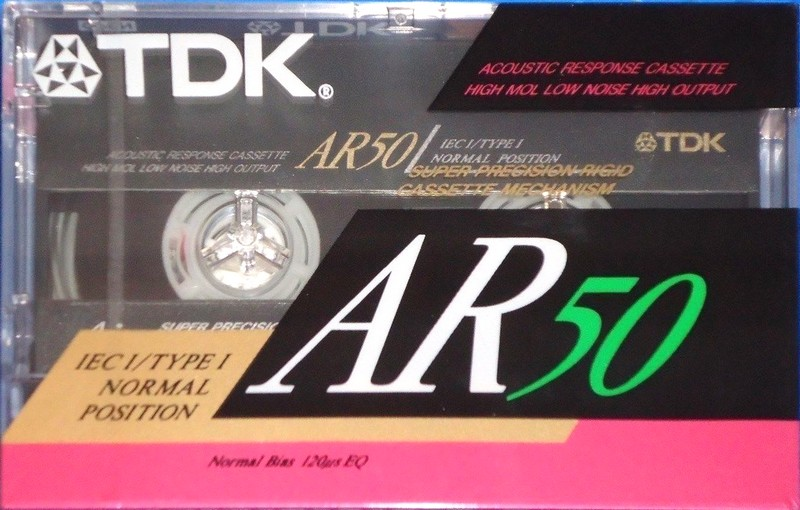 TDK®
TDK
ACOUSTIC RESPONSE CASSETTE
HIGH MOL LOW NOISE HIGH OUTPUT
ACOUSTIC RESPONSE CASSETTE
HIGH MOL LOW NOISE HIGH OUTPUT
AR50
IEC I/TYPE I
NORMAL POSITION
TDK
SUPER PRECISION RIGID
CASSETTE MECHANISM
AR50
SUPER
IEC I/TYPE I
NORMAL
POSITION
Normal Bias 120μs EQ